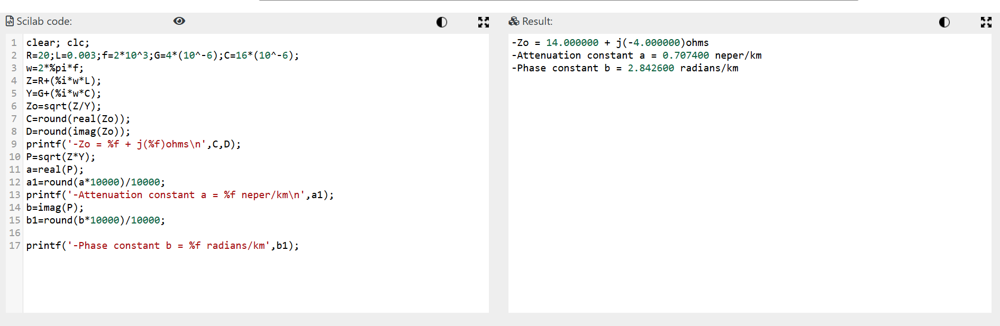 Scilab code:
1 clear; clc;
2 R=20;L=0.003;f=2*10^3;G=4*(10^-6);C=16*(10^-6);
3 w=2*%pi*f;
4 Z=R+(%i*w*L);
5 Y=G+(%i*w*C);
6 Zo=sqrt(Z/Y);
7 C=round(real(Zo));
8 D=round(imag(Zo));
9 printf('-Zo = %f + j(%f)ohms\n',C,D);
10 P=sqrt(Z*Y);
11 a=real(P);
12 a1=round(a*10000)/10000;
13 printf('-Attenuation constant a = %f neper/km\n',a1);
14 b=imag(P);
15 b1=round(b*10000)/10000;
16
17 printf('-Phase constant b = %f radians/km',b1);
Result:
-Zo = 14.000000 + j(-4.000000)ohms
-Attenuation constant a = 0.707400 neper/km
-Phase constant b = 2.842600 radians/km